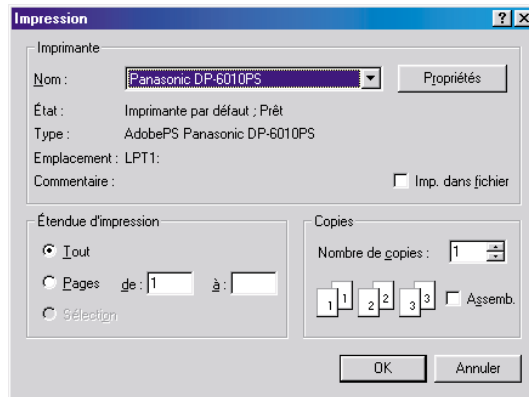 Impression
Imprimante
Nom : Panasonic DP-6010PS Propriétés
État : Imprimante par défaut ; Prêt
Type : AdobePS Panasonic DP-6010PS
Emplacement : LPT1:
Commentaire : Imp. dans fichier
Étendue d'impression
Tout
Pages de : 1 à :
Sélection
Copies
Nombre de copies : 1
1 1 2 2 3 3 Assemb.
OK Annuler